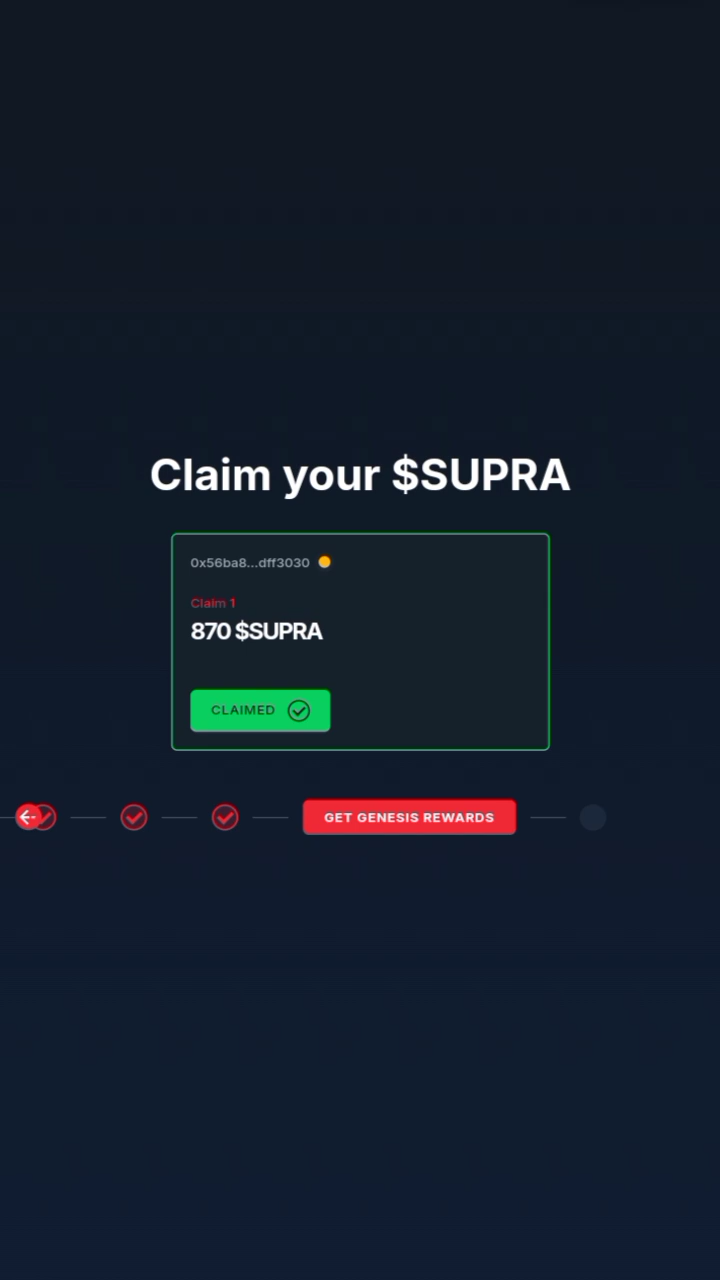 Claim your $SUPRA
0x56ba8...dff3030
Claim 1
870 $SUPRA
CLAIMED
GET GENESIS REWARDS